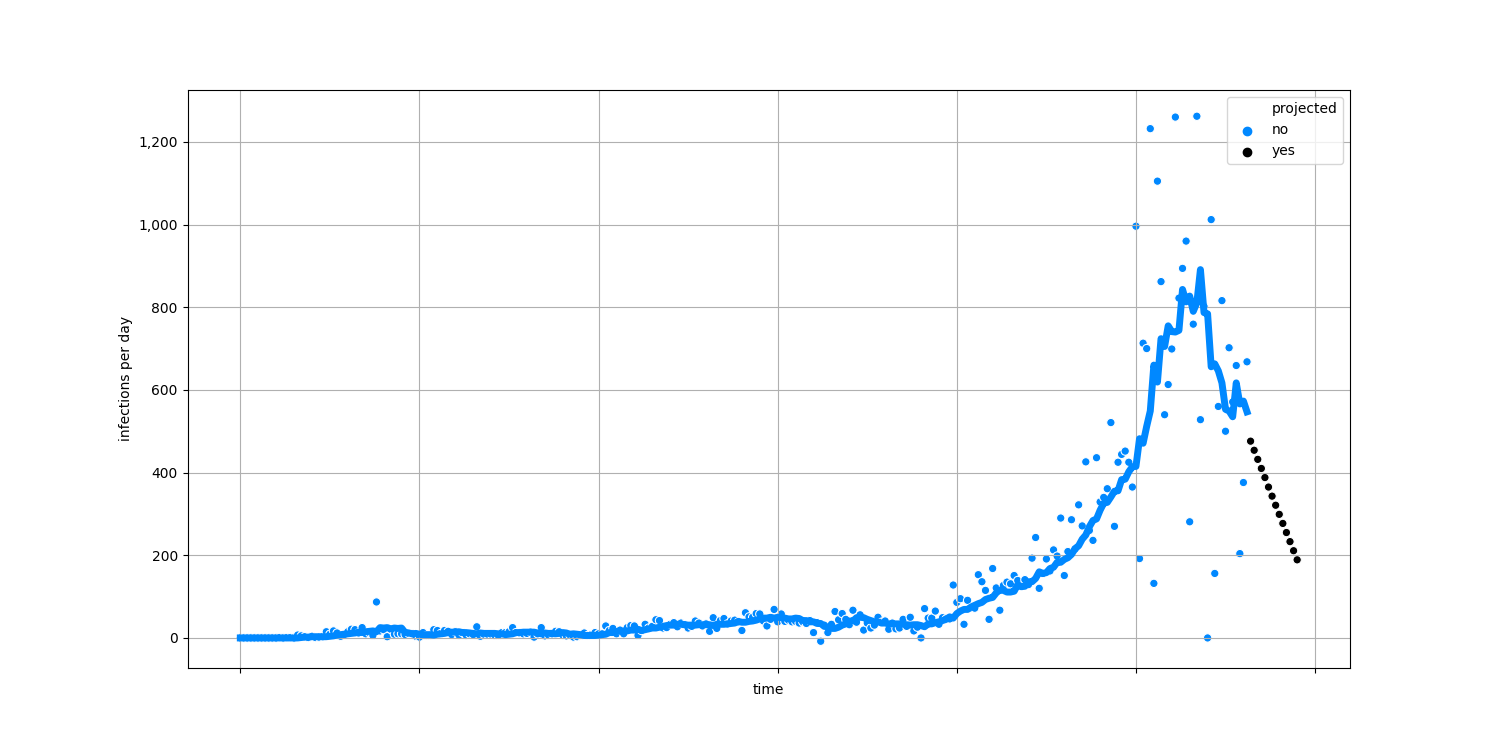 projected
no
yes
1,200
1,000
800
600
400
200
0
infections per day
time